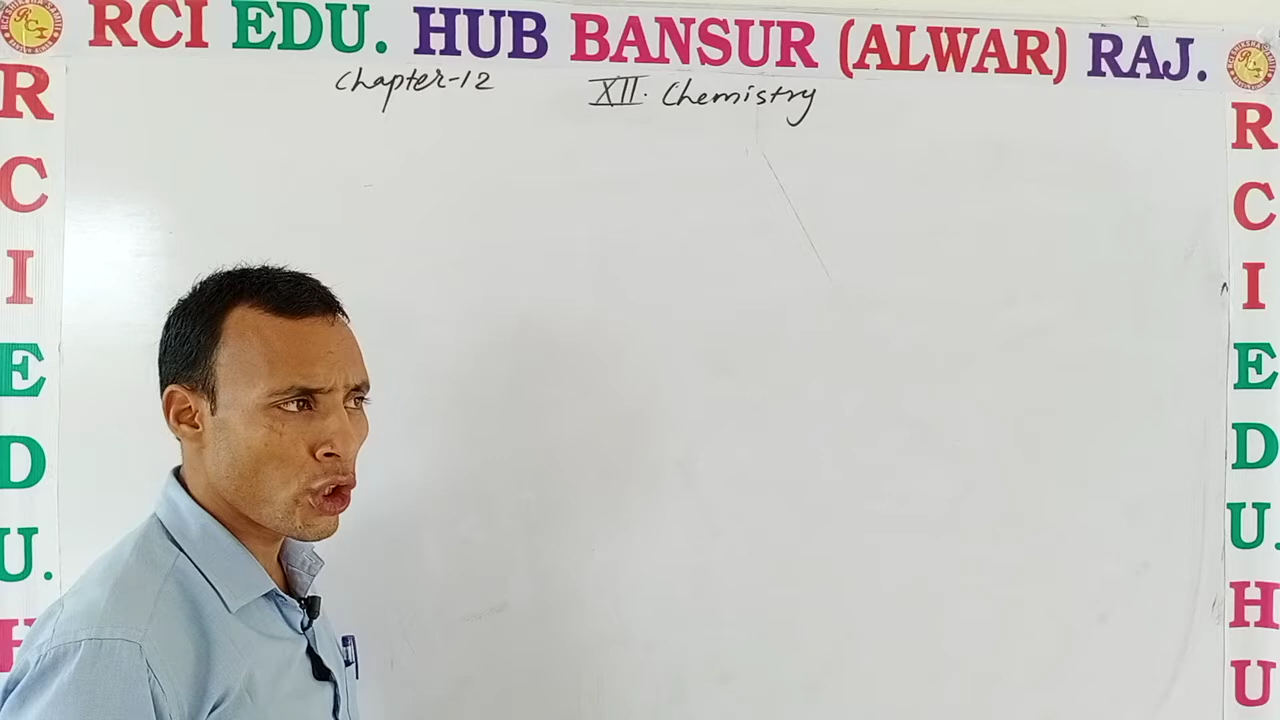 RCI EDU. HUB BANSUR (ALWAR) RAJ.
Chapter-12 XII. Chemistry
R
C
I
E
D
U.
H
R
C
I
E
D
U.
H
U